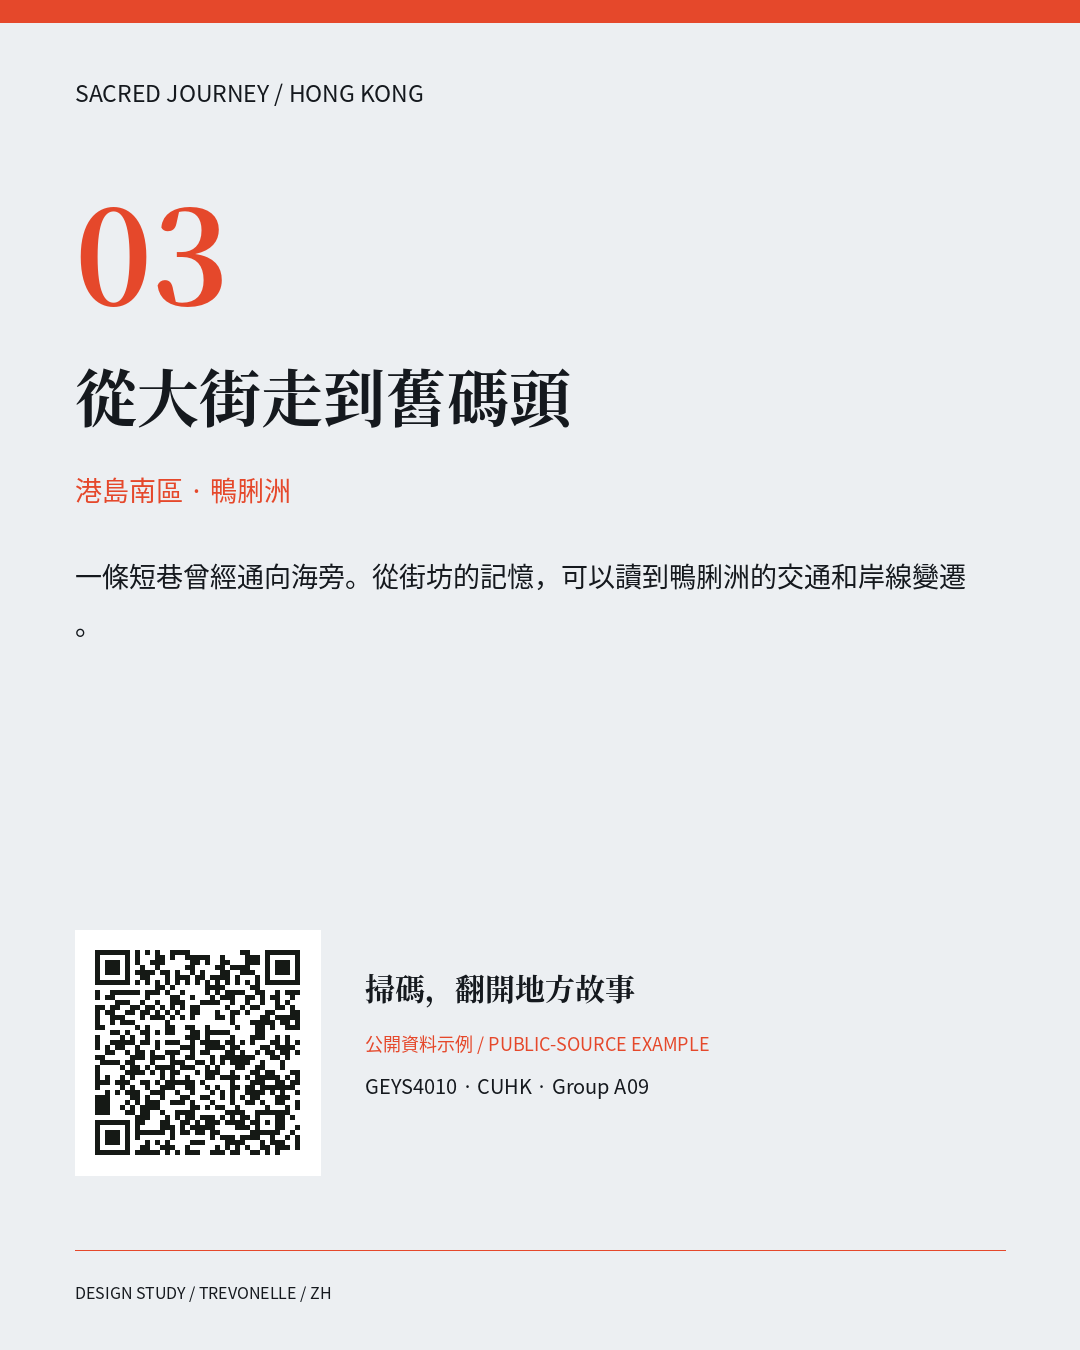 SACRED JOURNEY / HONG KONG
03
從大街走到舊碼頭
港島南區 · 鴨脷洲
一條短巷曾經通向海旁。從街坊的記憶，可以讀到鴨脷洲的交通和岸線變遷
。
掃碼，翻開地方故事
公開資料示例 / PUBLIC-SOURCE EXAMPLE
GEYS4010 · CUHK · Group A09
DESIGN STUDY / TREVONELLE / ZH